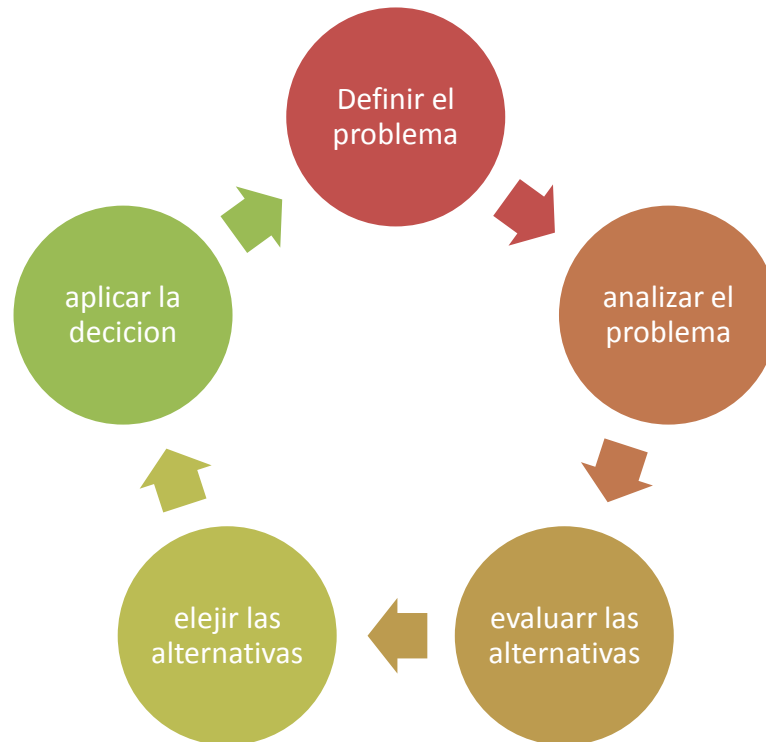 Definir el
problema
analizar el
problema
evaluarr las
alternativas
elejir las
alternativas
aplicar la
decicion